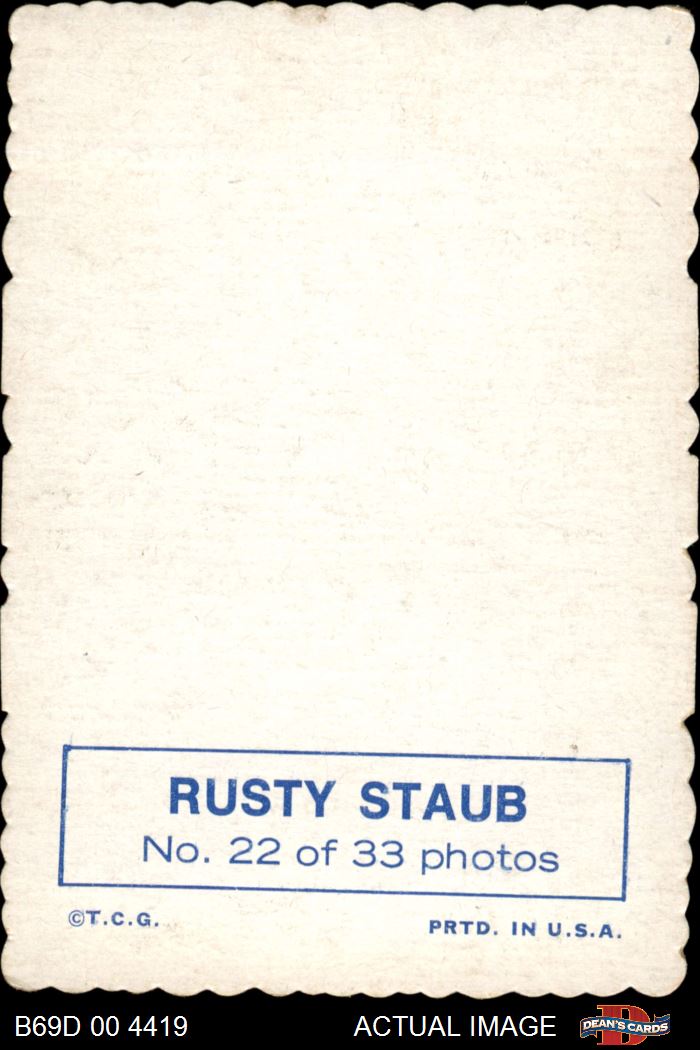 RUSTY STAUB
No. 22 of 33 photos
©T.C.G.
PRTD. IN U.S.A.
B69D 00 4419
ACTUAL IMAGE
DEAN'S CARDS